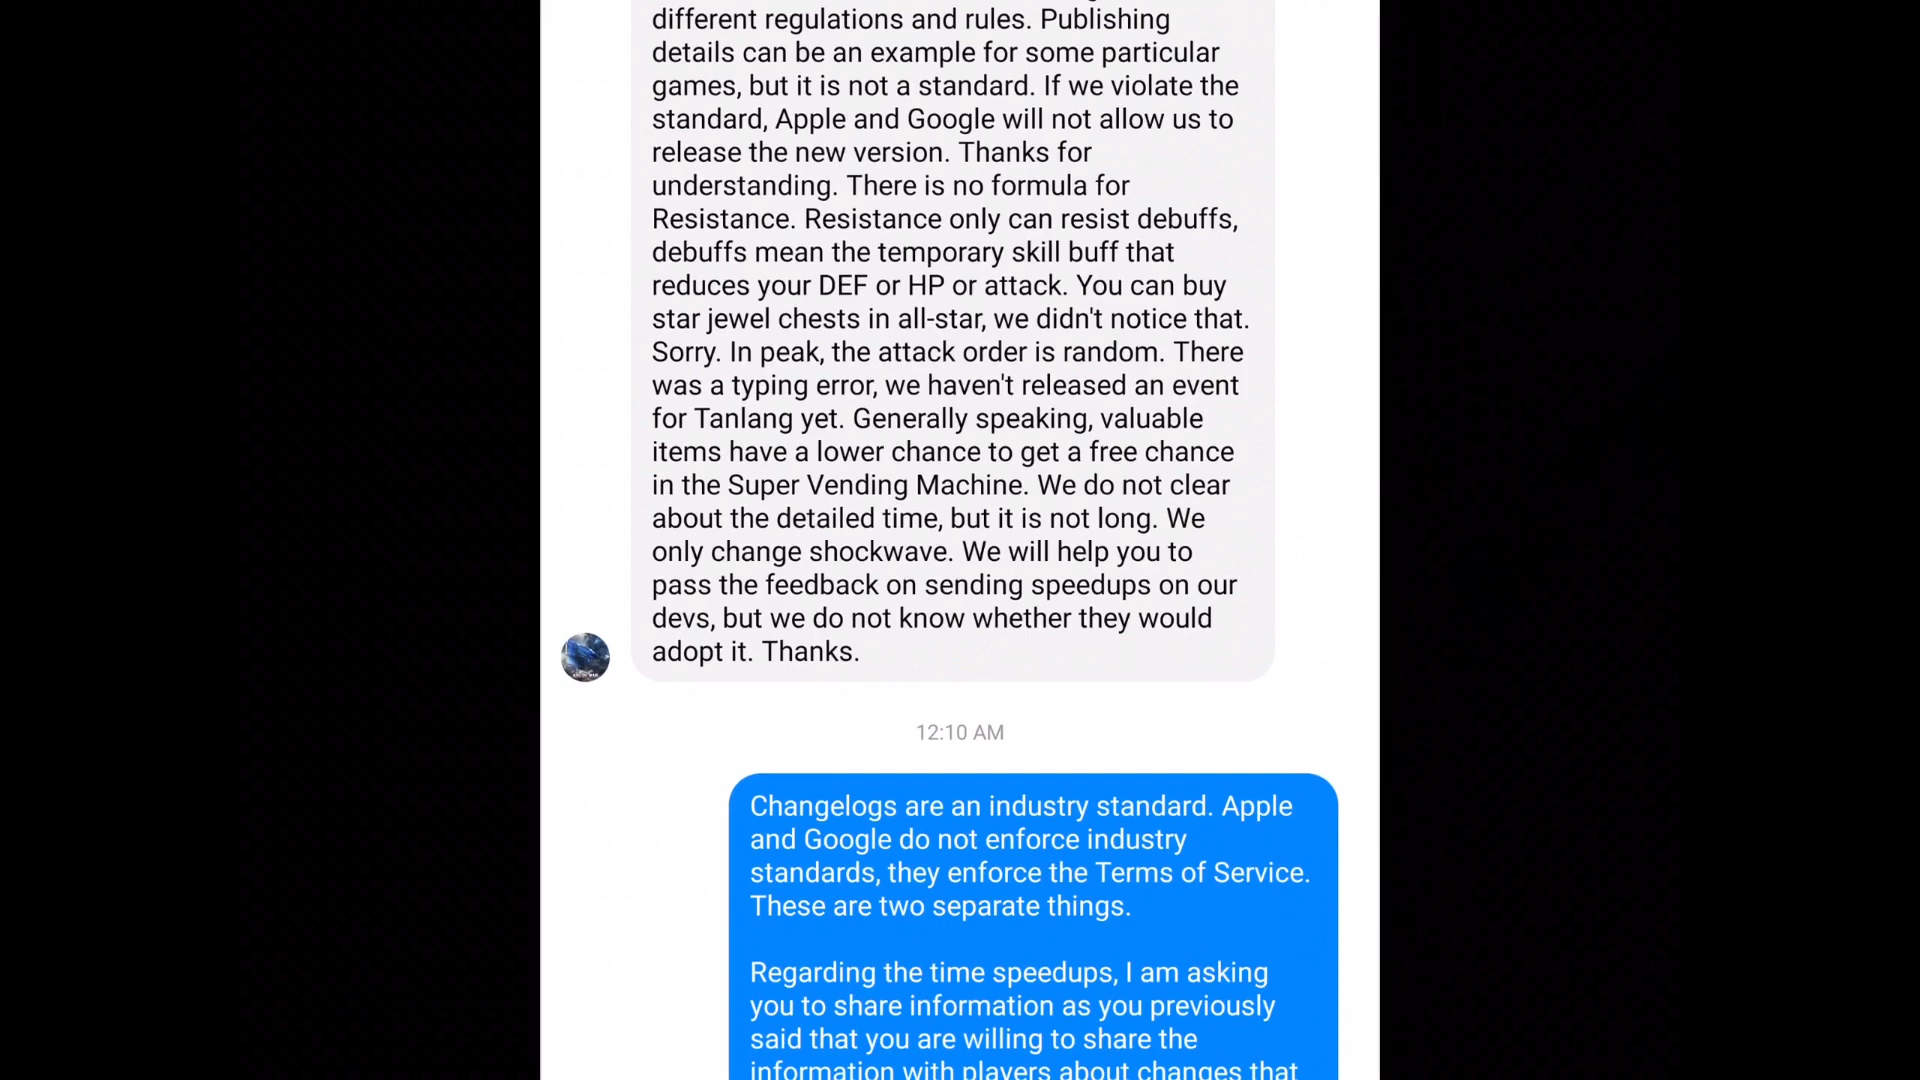 different regulations and rules. Publishing
details can be an example for some particular
games, but it is not a standard. If we violate the
standard, Apple and Google will not allow us to
release the new version. Thanks for
understanding. There is no formula for
Resistance. Resistance only can resist debuffs,
debuffs mean the temporary skill buff that
reduces your DEF or HP or attack. You can buy
star jewel chests in all-star, we didn't notice that.
Sorry. In peak, the attack order is random. There
was a typing error, we haven't released an event
for Tanlang yet. Generally speaking, valuable
items have a lower chance to get a free chance
in the Super Vending Machine. We do not clear
about the detailed time, but it is not long. We
only change shockwave. We will help you to
pass the feedback on sending speedups on our
devs, but we do not know whether they would
adopt it. Thanks.
12:10 AM
Changelogs are an industry standard. Apple
and Google do not enforce industry
standards, they enforce the Terms of Service.
These are two separate things.
Regarding the time speedups, I am asking
you to share information as you previously
said that you are willing to share the
information with players about changes that